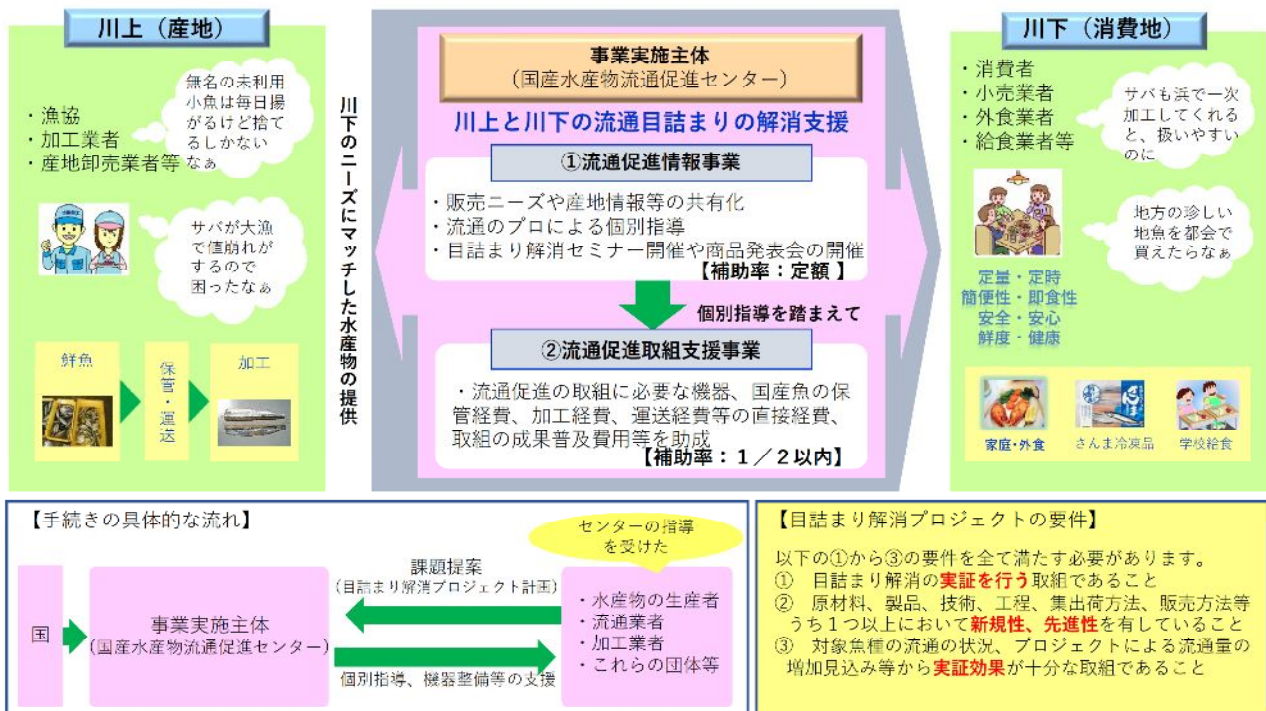 川上（産地）
・漁協
・加工業者
・産地卸売業者等
無名の未利用
小魚は毎日揚
がるけど捨て
るしかない
なぁ
サバが大漁
で値崩れが
するので
困ったなぁ
鮮魚
保管・運送
加工
川下のニーズにマッチした水産物の提供
事業実施主体
（国産水産物流通促進センター）
川上と川下の流通目詰まりの解消支援
①流通促進情報事業
・販売ニーズや産地情報等の共有化
・流通のプロによる個別指導
・目詰まり解消セミナー開催や商品発表会の開催
【補助率：定額 】
個別指導を踏まえて
②流通促進取組支援事業
・流通促進の取組に必要な機器、国産魚の保
管経費、加工経費、運送経費等の直接経費、
取組の成果普及費用等を助成
【補助率：１／２以内】
川下（消費地）
・消費者
・小売業者
・外食業者
・給食業者等
サバも浜で一次
加工してくれる
と、扱いやすい
のに
地方の珍しい
地魚を都会で
買えたらなぁ
定量・定時
簡便性・即食性
安全・安心
鮮度・健康
家庭・外食
さんま冷凍品
学校給食
【手続きの具体的な流れ】
国
事業実施主体
（国産水産物流通促進センター）
課題提案
（目詰まり解消プロジェクト計画）
個別指導、機器整備等の支援
センターの指導
を受けた
・水産物の生産者
・流通業者
・加工業者
・これらの団体等
【目詰まり解消プロジェクトの要件】
以下の①から③の要件を全て満たす必要があります。
①　目詰まり解消の実証を行う取組であること
②　原材料、製品、技術、工程、集出荷方法、販売方法等
うち１つ以上において新規性、先進性を有していること
③　対象魚種の流通の状況、プロジェクトによる流通量の
増加見込み等から実証効果が十分な取組であること